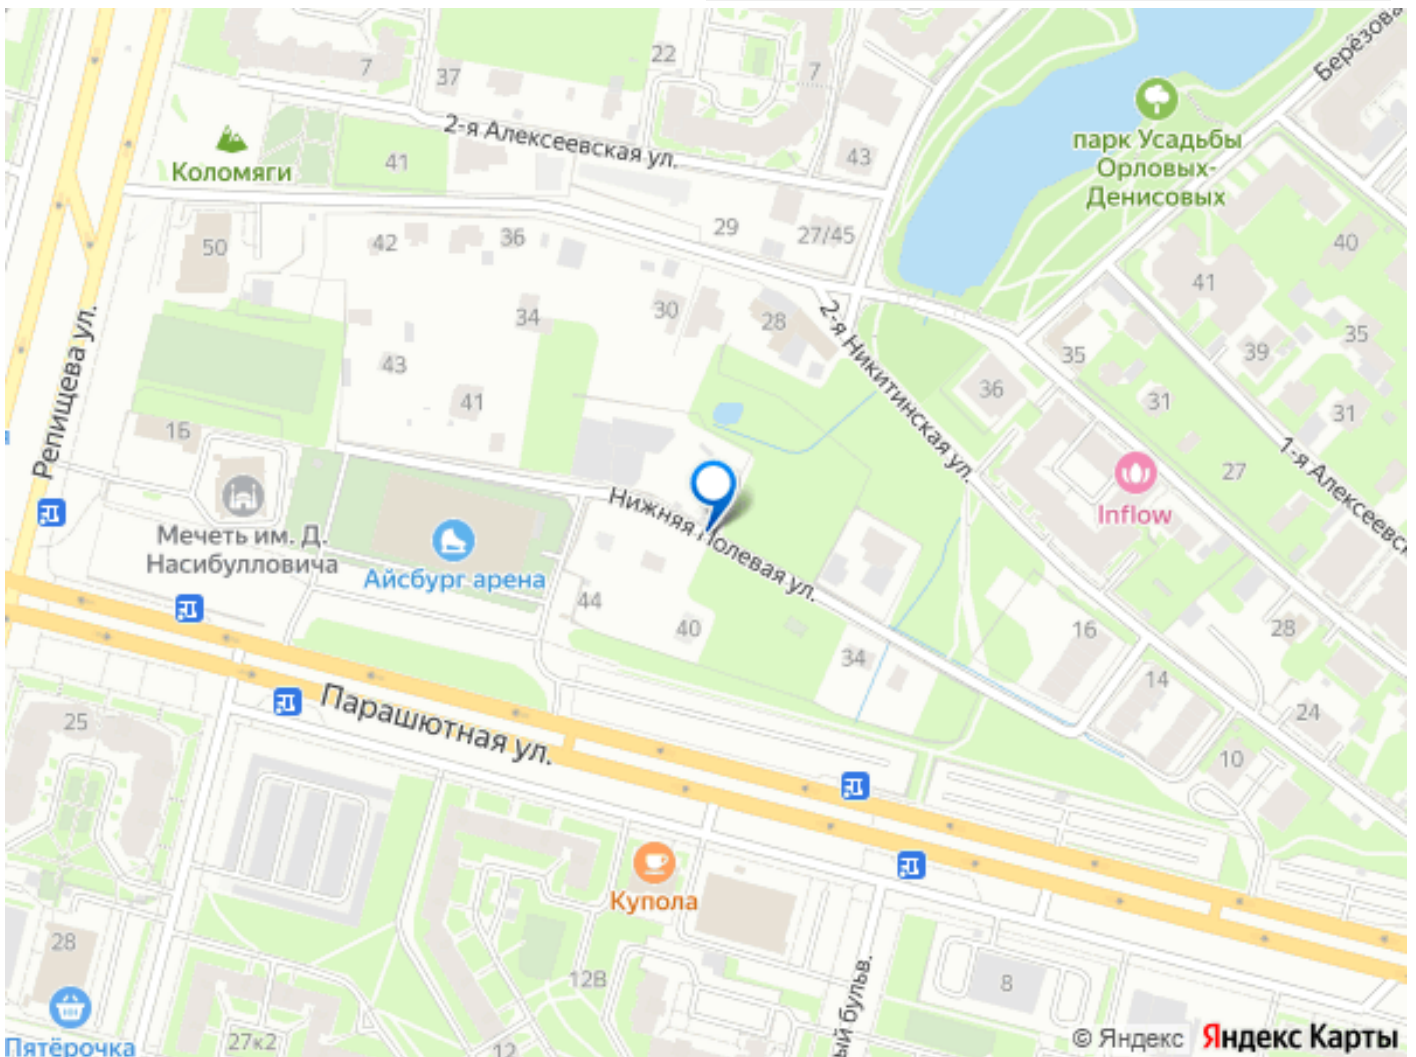 22
7
37
7
Берёзова
2-я Алексеевская ул.
43
41
Коломяги
парк Усадьбы
Орловых-
Денисовых
50
42
36
29
27/45
40
41
34
30
28
2-я Никитинская ул.
35
39
35
Репищева ул.
43
41
36
31
31
1Б
27
1-я Алексеевск
Inflow
Мечеть им. Д.
Насибулловича
Айсбург арена
Нижняя Полевая ул.
44
40
34
16
28
14
24
10
25
Парашютная ул.
Купола
28
12В
8
ый бульв.
27к2
12
Пятёрочка
© Яндекс Яндекс Карты